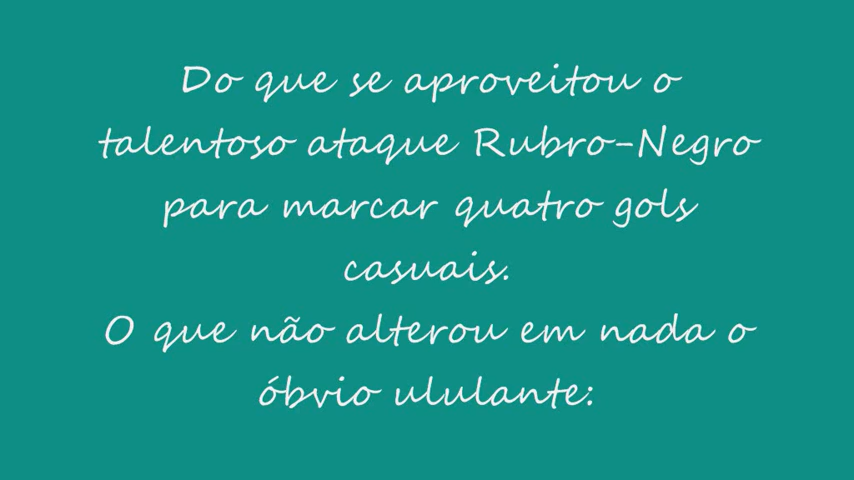 Do que se aproveitou o
talentoso ataque Rubro-Negro
para marcar quatro gols
casuais.
O que não alterou em nada o
óbvio ululante: